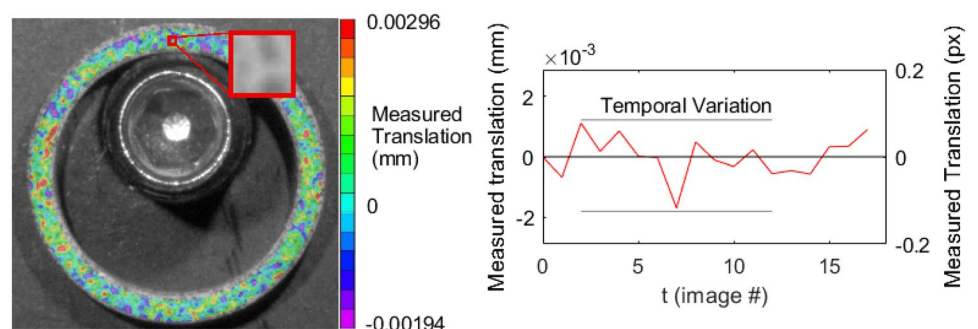 0.00296
Measured
Translation
(mm)
0
-0.00194
Measured translation (mm)
×10⁻³
2
0
-2
Temporal Variation
0
5
10
15
t (image #)
0.2
0
-0.2
Measured Translation (px)